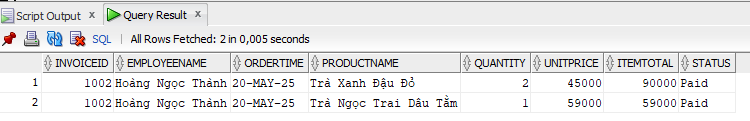 Script Output x Query Result x
SQL | All Rows Fetched: 2 in 0,005 seconds
INVOICEID EMPLOYEENAME ORDERTIME PRODUCTNAME QUANTITY UNITPRICE ITEMTOTAL STATUS
1 1002 Hoàng Ngọc Thành 20-MAY-25 Trà Xanh Đậu Đỏ 2 45000 90000 Paid
2 1002 Hoàng Ngọc Thành 20-MAY-25 Trà Ngọc Trai Dâu Tằm 1 59000 59000 Paid